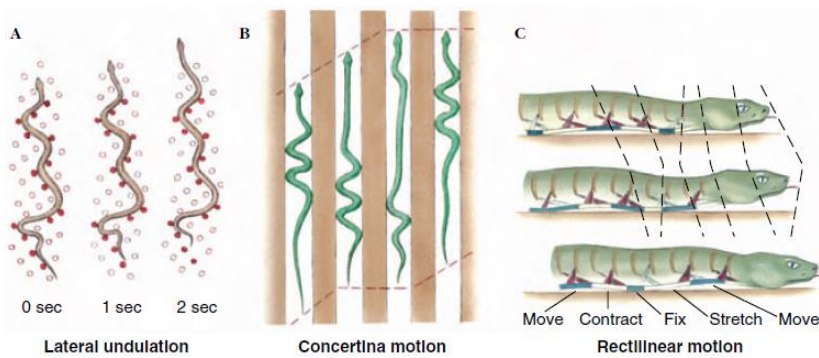 A
B
C
0 sec 1 sec 2 sec
Move Contract Fix Stretch Move
Lateral undulation
Concertina motion
Rectilinear motion